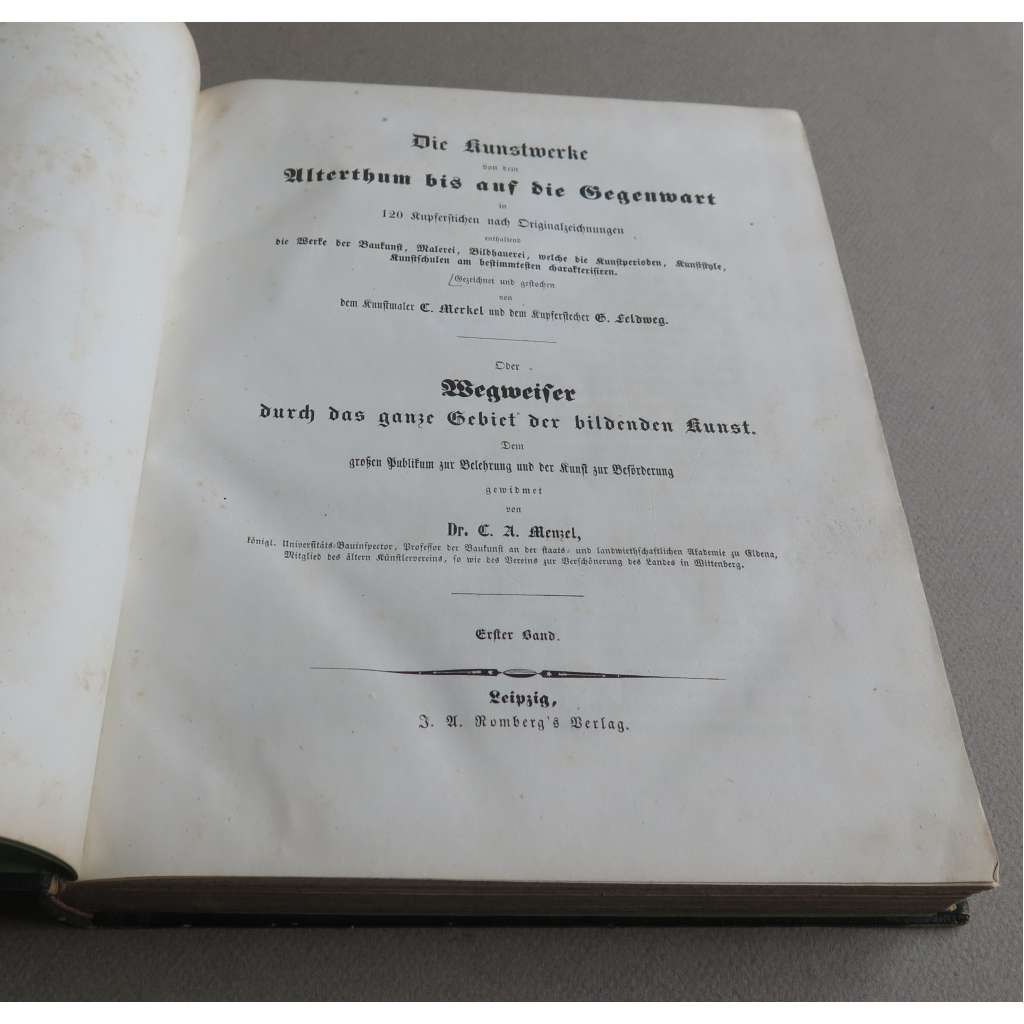 Die Kunstwerke
von dem
Alterthum bis auf die Gegenwart
in
120 Kupferstichen nach Originalzeichnungen
enthaltend
die Werke der Baukunst, Malerei, Bildhauerei, welche die Kunstperioden, Kunststyle,
Kunstschulen am bestimmtesten charakterisiren.
Gezeichnet und gestochen
von
dem Kunstmaler C. Merkel und dem Kupferstecher G. Feldweg.
Oder
Wegweiser
durch das ganze Gebiet der bildenden Kunst.
Dem
großen Publikum zur Belehrung und der Kunst zur Beförderung
gewidmet
von
Dr. C. A. Menzel,
königl. Universitäts-Bauinspector, Professor der Baukunst an der staats- und landwirthschaftlichen Akademie zu Eldena,
Mitglied des ältern Künstlervereins, so wie des Vereins zur Verschönerung des Landes in Wittenberg.
Erster Band.
Leipzig,
J. A. Romberg's Verlag.